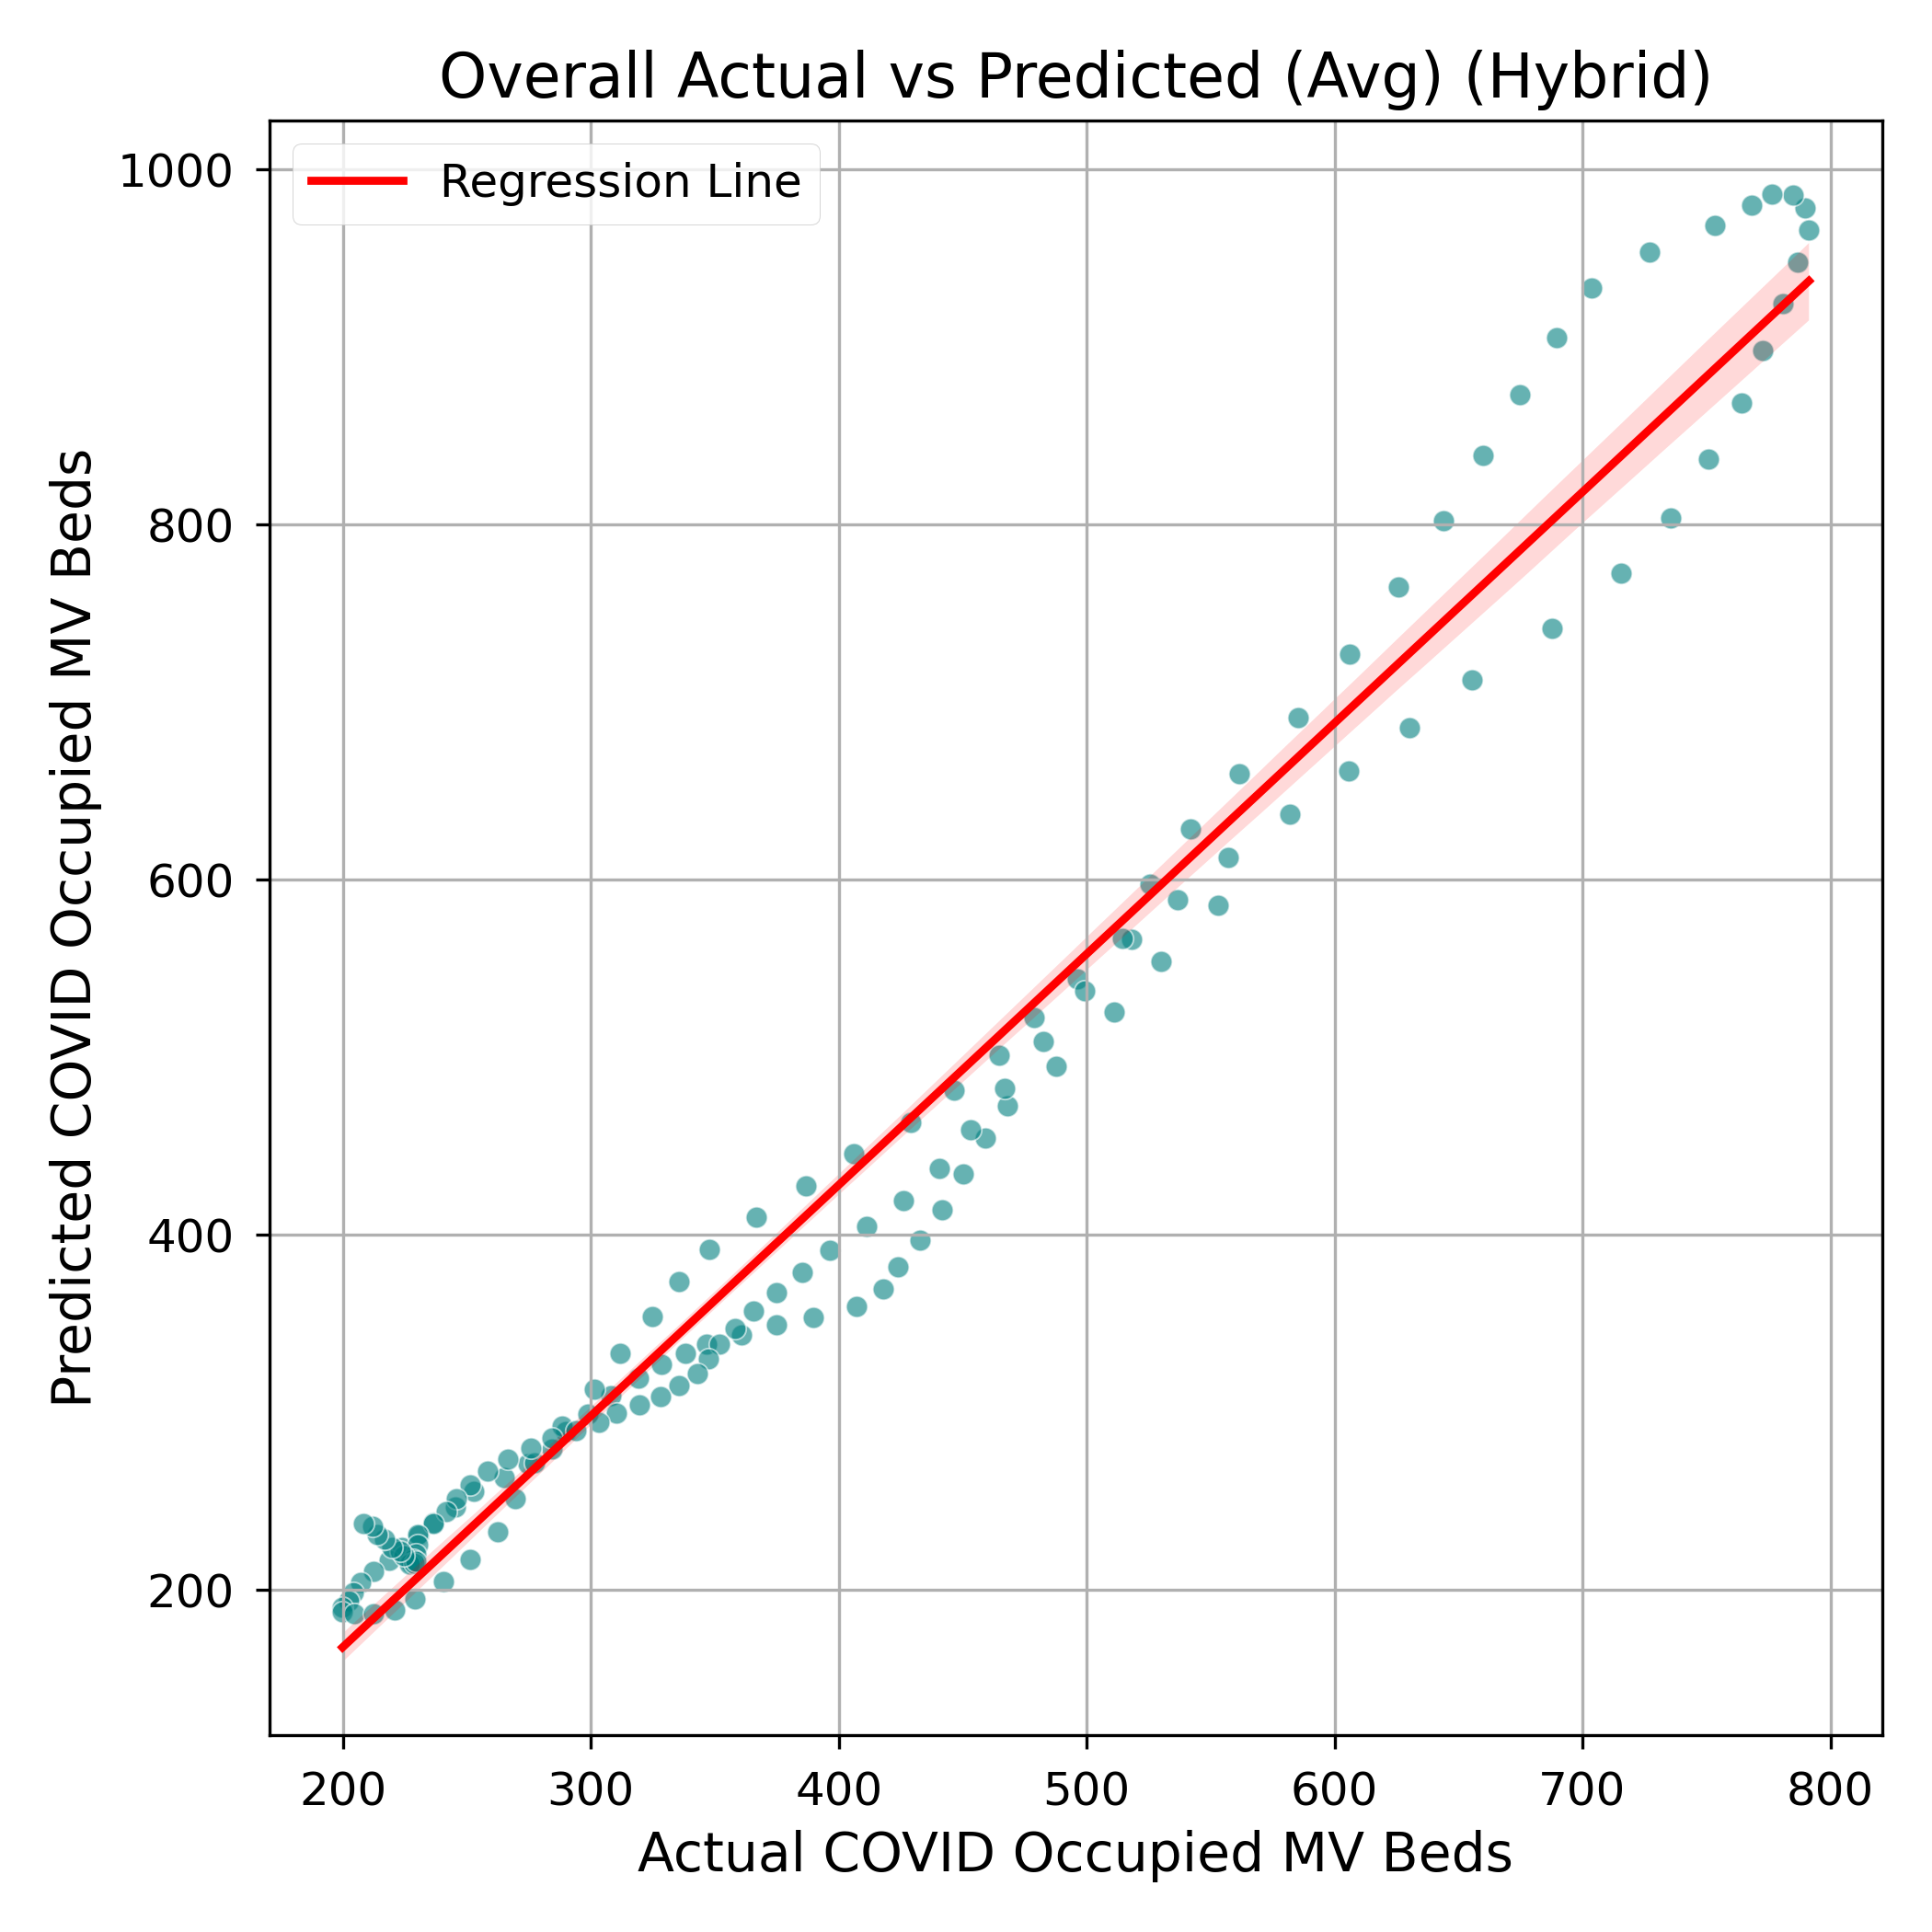 Overall Actual vs Predicted (Avg) (Hybrid)
Regression Line
1000
800
600
400
200
Predicted COVID Occupied MV Beds
200 300 400 500 600 700 800
Actual COVID Occupied MV Beds